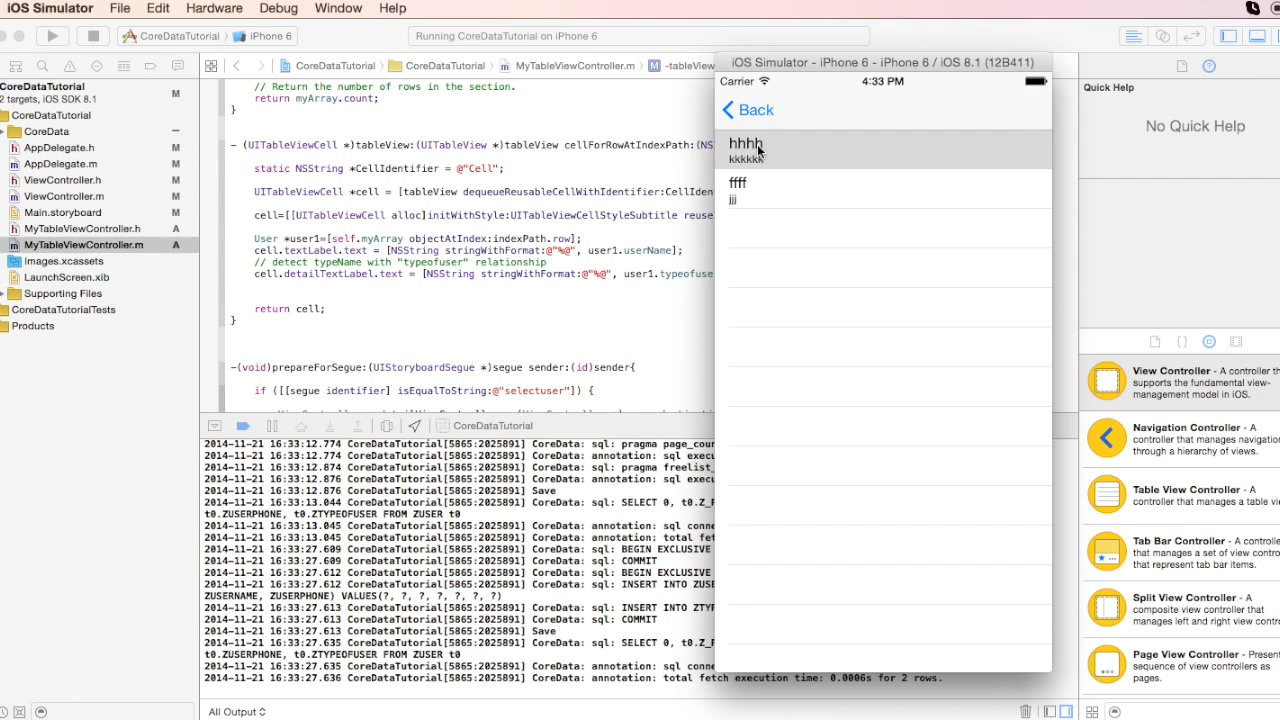 iOS Simulator File Edit Hardware Debug Window Help
CoreDataTutorial iPhone 6
Running CoreDataTutorial on iPhone 6
CoreDataTutorial CoreDataTutorial MyTableViewController.m -tableView
CoreDataTutorial
2 targets, iOS SDK 8.1
M
CoreDataTutorial
CoreData
AppDelegate.h M
AppDelegate.m M
ViewController.h M
ViewController.m M
Main.storyboard M
MyTableViewController.h A
MyTableViewController.m A
Images.xcassets
LaunchScreen.xib
Supporting Files
CoreDataTutorialTests
Products
// Return the number of rows in the section.
return myArray.count;
}
- (UITableViewCell *)tableView:(UITableView *)tableView cellForRowAtIndexPath:(NS
static NSString *CellIdentifier = @"Cell";
UITableViewCell *cell = [tableView dequeueReusableCellWithIdentifier:CellIden
cell=[[UITableViewCell alloc]initWithStyle:UITableViewCellStyleSubtitle reuse
User *user1=[self.myArray objectAtIndex:indexPath.row];
cell.textLabel.text = [NSString stringWithFormat:@"%@", user1.userName];
// detect typeName with "typeofuser" relationship
cell.detailTextLabel.text = [NSString stringWithFormat:@"%@", user1.typeofuse
return cell;
}
-(void)prepareForSegue:(UIStoryboardSegue *)segue sender:(id)sender{
if ([[segue identifier] isEqualToString:@"selectuser"]) {
CoreDataTutorial
2014-11-21 16:33:12.774 CoreDataTutorial[5865:2025891] CoreData: sql: pragma page_cou
2014-11-21 16:33:12.774 CoreDataTutorial[5865:2025891] CoreData: annotation: sql exec
2014-11-21 16:33:12.874 CoreDataTutorial[5865:2025891] CoreData: sql: pragma freelist_
2014-11-21 16:33:12.876 CoreDataTutorial[5865:2025891] CoreData: annotation: sql exec
2014-11-21 16:33:12.876 CoreDataTutorial[5865:2025891] Save
2014-11-21 16:33:13.044 CoreDataTutorial[5865:2025891] CoreData: sql: SELECT 0, t0.Z_P
t0.ZUSERPHONE, t0.ZTYPEOFUSER FROM ZUSER t0
2014-11-21 16:33:13.045 CoreDataTutorial[5865:2025891] CoreData: annotation: sql conne
2014-11-21 16:33:13.045 CoreDataTutorial[5865:2025891] CoreData: annotation: total fet
2014-11-21 16:33:27.609 CoreDataTutorial[5865:2025891] CoreData: sql: BEGIN EXCLUSIVE
2014-11-21 16:33:27.609 CoreDataTutorial[5865:2025891] CoreData: sql: COMMIT
2014-11-21 16:33:27.612 CoreDataTutorial[5865:2025891] CoreData: sql: BEGIN EXCLUSIVE
2014-11-21 16:33:27.612 CoreDataTutorial[5865:2025891] CoreData: sql: INSERT INTO ZUSE
ZUSERNAME, ZUSERPHONE) VALUES(?, ?, ?, ?, ?, ?, ?)
2014-11-21 16:33:27.613 CoreDataTutorial[5865:2025891] CoreData: sql: INSERT INTO ZTYP
2014-11-21 16:33:27.613 CoreDataTutorial[5865:2025891] CoreData: sql: COMMIT
2014-11-21 16:33:27.613 CoreDataTutorial[5865:2025891] Save
2014-11-21 16:33:27.635 CoreDataTutorial[5865:2025891] CoreData: sql: SELECT 0, t0.Z_P
t0.ZUSERPHONE, t0.ZTYPEOFUSER FROM ZUSER t0
2014-11-21 16:33:27.635 CoreDataTutorial[5865:2025891] CoreData: annotation: sql conne
2014-11-21 16:33:27.636 CoreDataTutorial[5865:2025891] CoreData: annotation: total fetch execution time: 0.0006s for 2 rows.
All Output
iOS Simulator - iPhone 6 - iPhone 6 / iOS 8.1 (12B411)
Carrier 4:33 PM
Back
hhhh
kkkkkk
ffff
jjj
Quick Help
No Quick Help
View Controller - A controller th
supports the fundamental view-
management model in iOS.
Navigation Controller - A
controller that manages navigatio
through a hierarchy of views.
Table View Controller - A
controller that manages a table vi
Tab Bar Controller - A controlle
that manages a set of view contro
that represent tab bar items.
Split View Controller - A
composite view controller that
manages left and right view contr
Page View Controller - Present
sequence of view controllers as
pages.